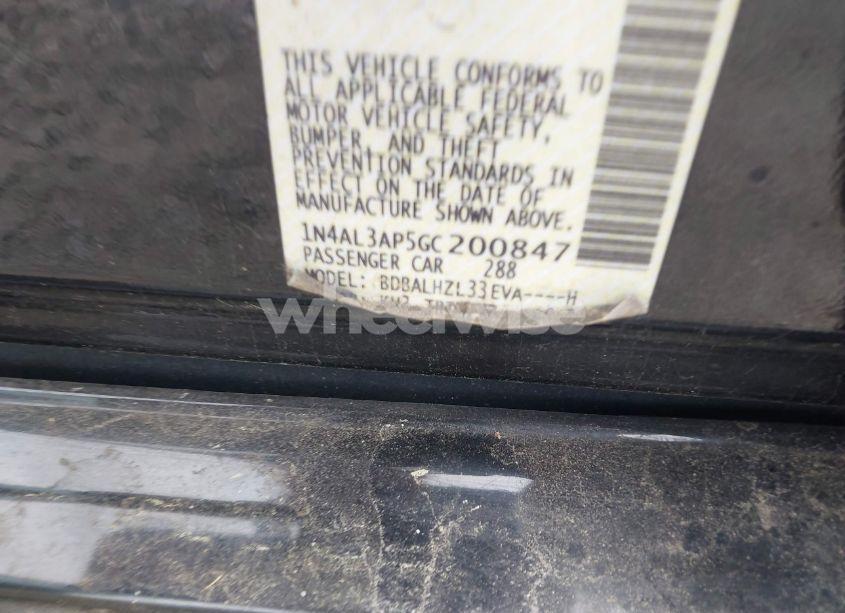 THIS VEHICLE CONFORMS TO
ALL APPLICABLE FEDERAL
MOTOR VEHICLE SAFETY,
BUMPER, AND THEFT
PREVENTION STANDARDS IN
EFFECT ON THE DATE OF
MANUFACTURE SHOWN ABOVE.
1N4AL3AP5GC200847
PASSENGER CAR 288
MODEL: BDBALHZL33EVA----H
wheelwise